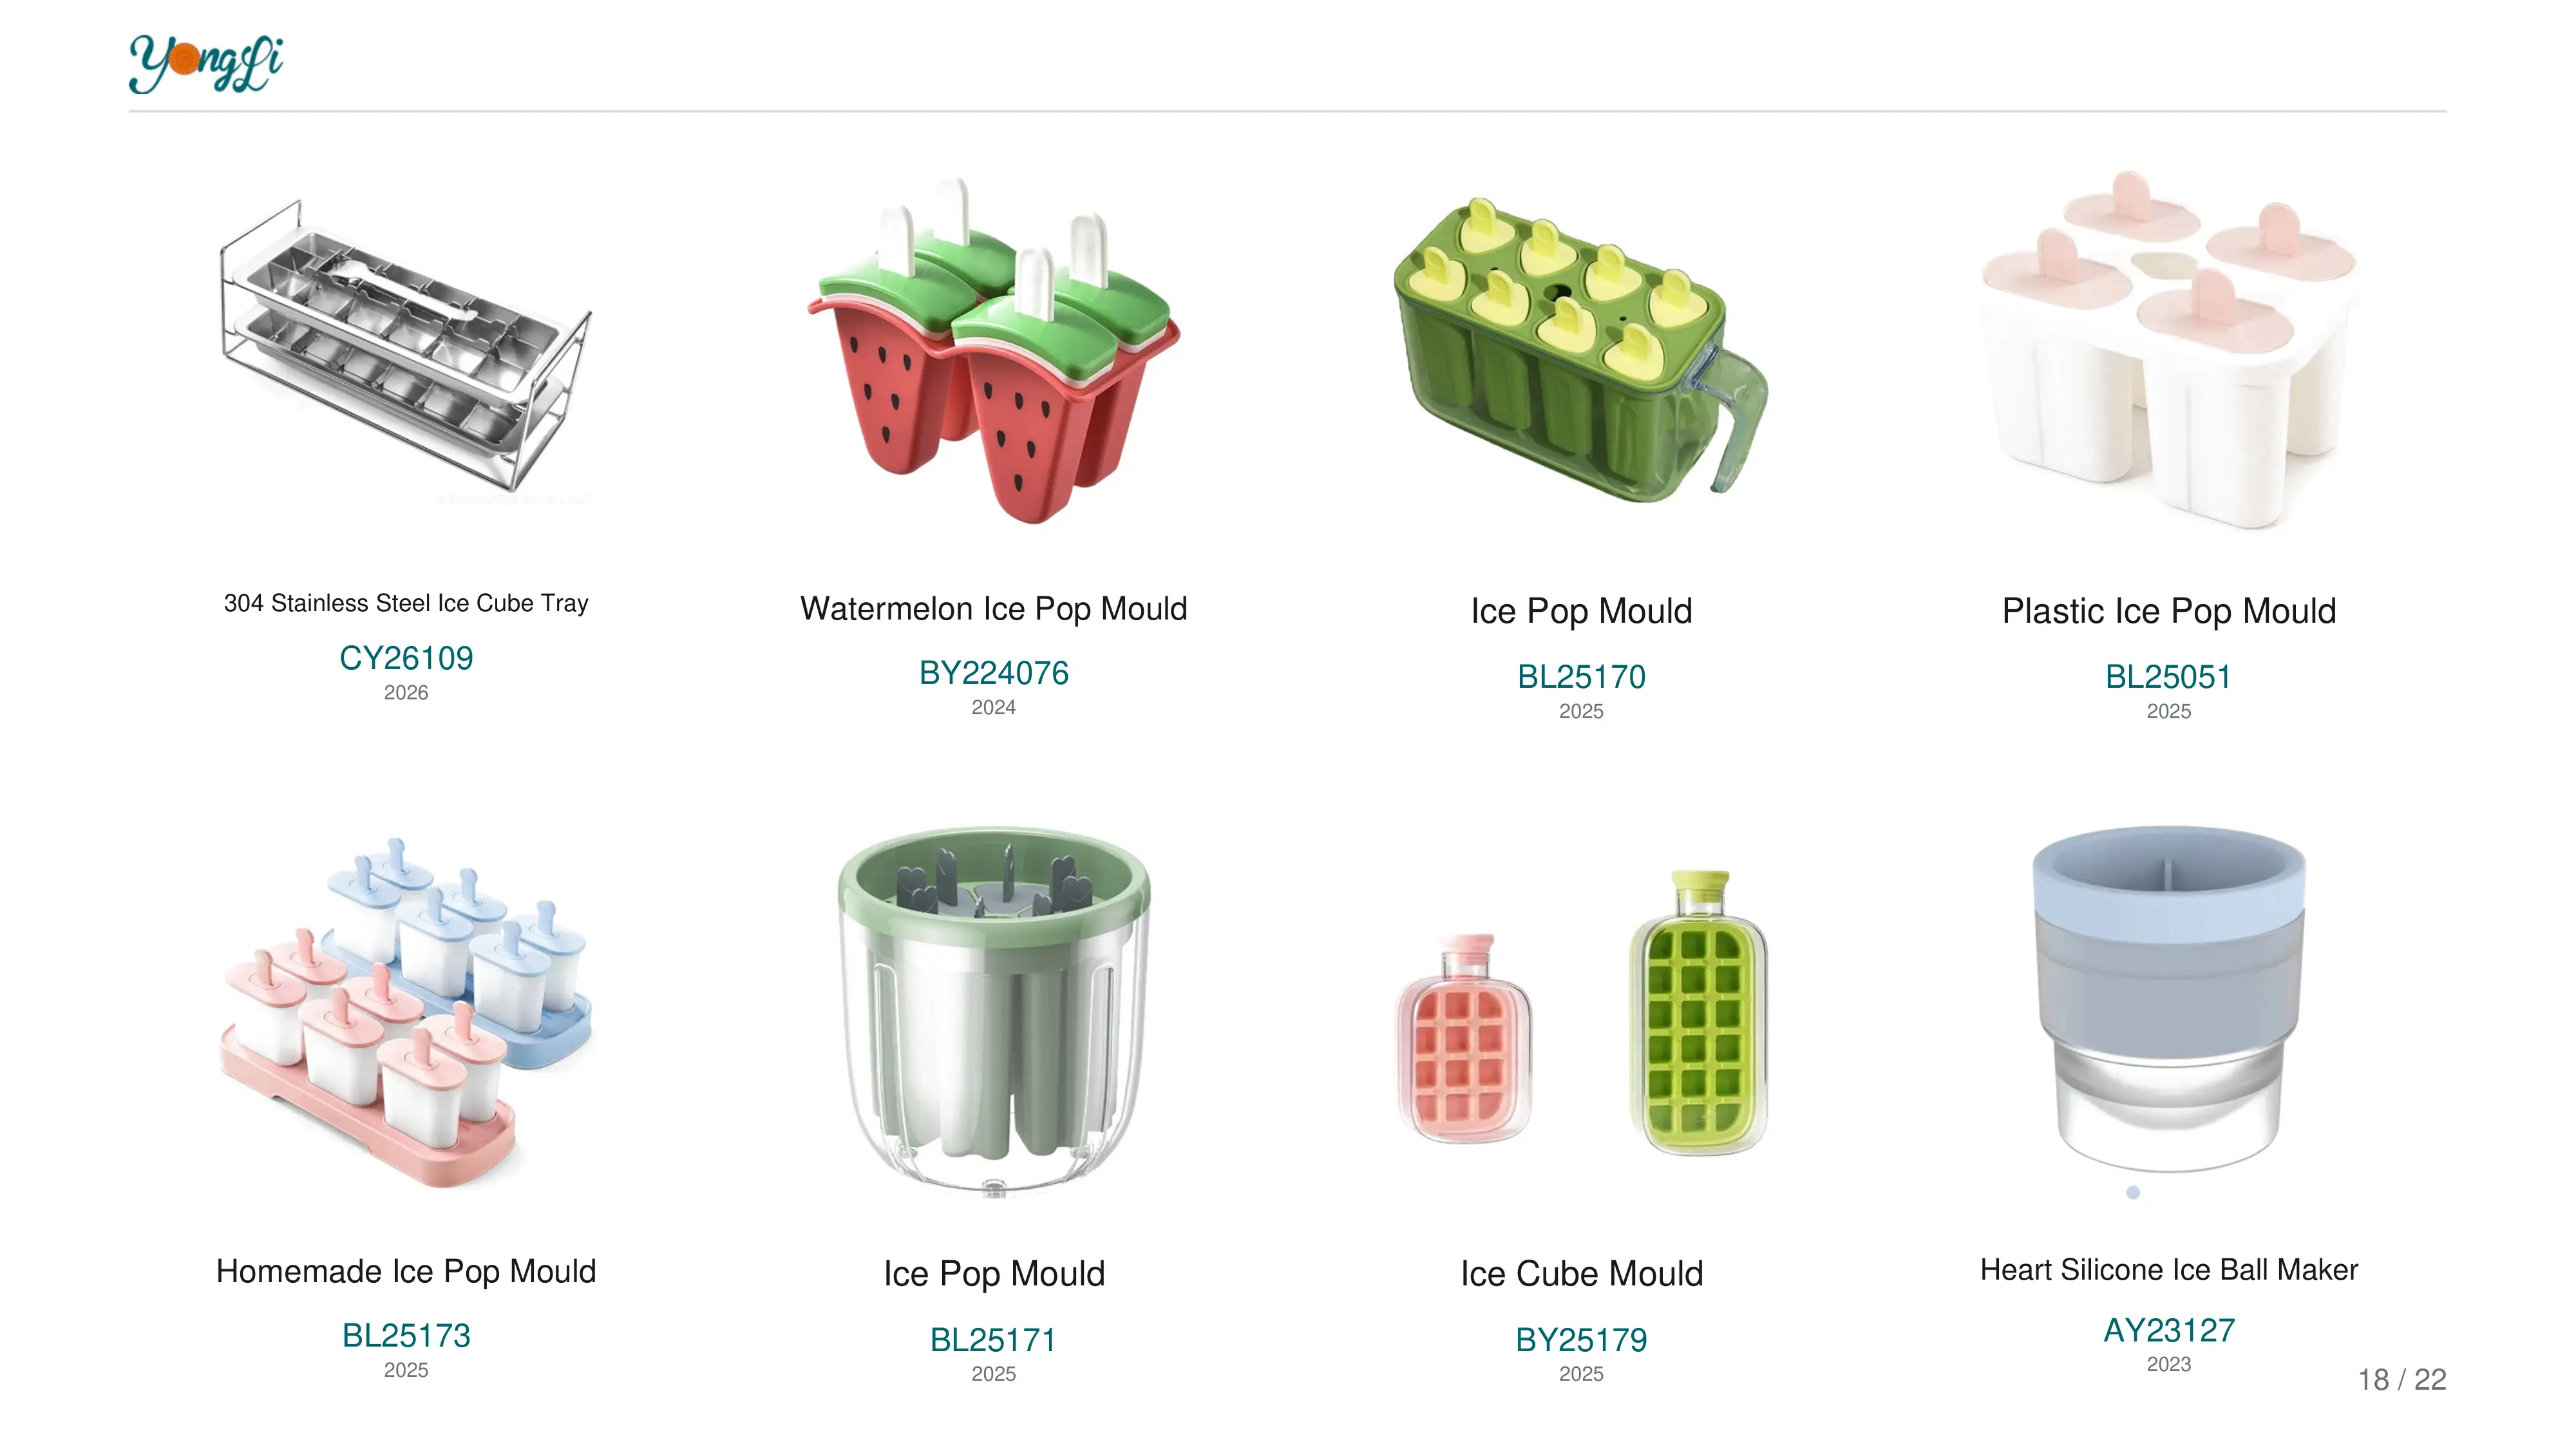 YongLi
304 Stainless Steel Ice Cube Tray
CY26109
2026
Watermelon Ice Pop Mould
BY224076
2024
Ice Pop Mould
BL25170
2025
Plastic Ice Pop Mould
BL25051
2025
Homemade Ice Pop Mould
BL25173
2025
Ice Pop Mould
BL25171
2025
Ice Cube Mould
BY25179
2025
Heart Silicone Ice Ball Maker
AY23127
2023
18 / 22